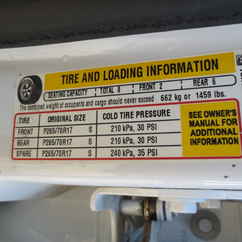 TIRE AND LOADING INFORMATION
SEATING CAPACITY TOTAL 8 FRONT 2 REAR 6
The combined weight of occupants and cargo should never exceed 662 kg or 1459 lbs.
TIRE ORIGINAL SIZE COLD TIRE PRESSURE
FRONT P265/70R17 S 210 kPa, 30 PSI
REAR P265/70R17 S 210 kPa, 30 PSI
SPARE P265/70R17 S 240 kPa, 35 PSI
SEE OWNER'S
MANUAL FOR
ADDITIONAL
INFORMATION